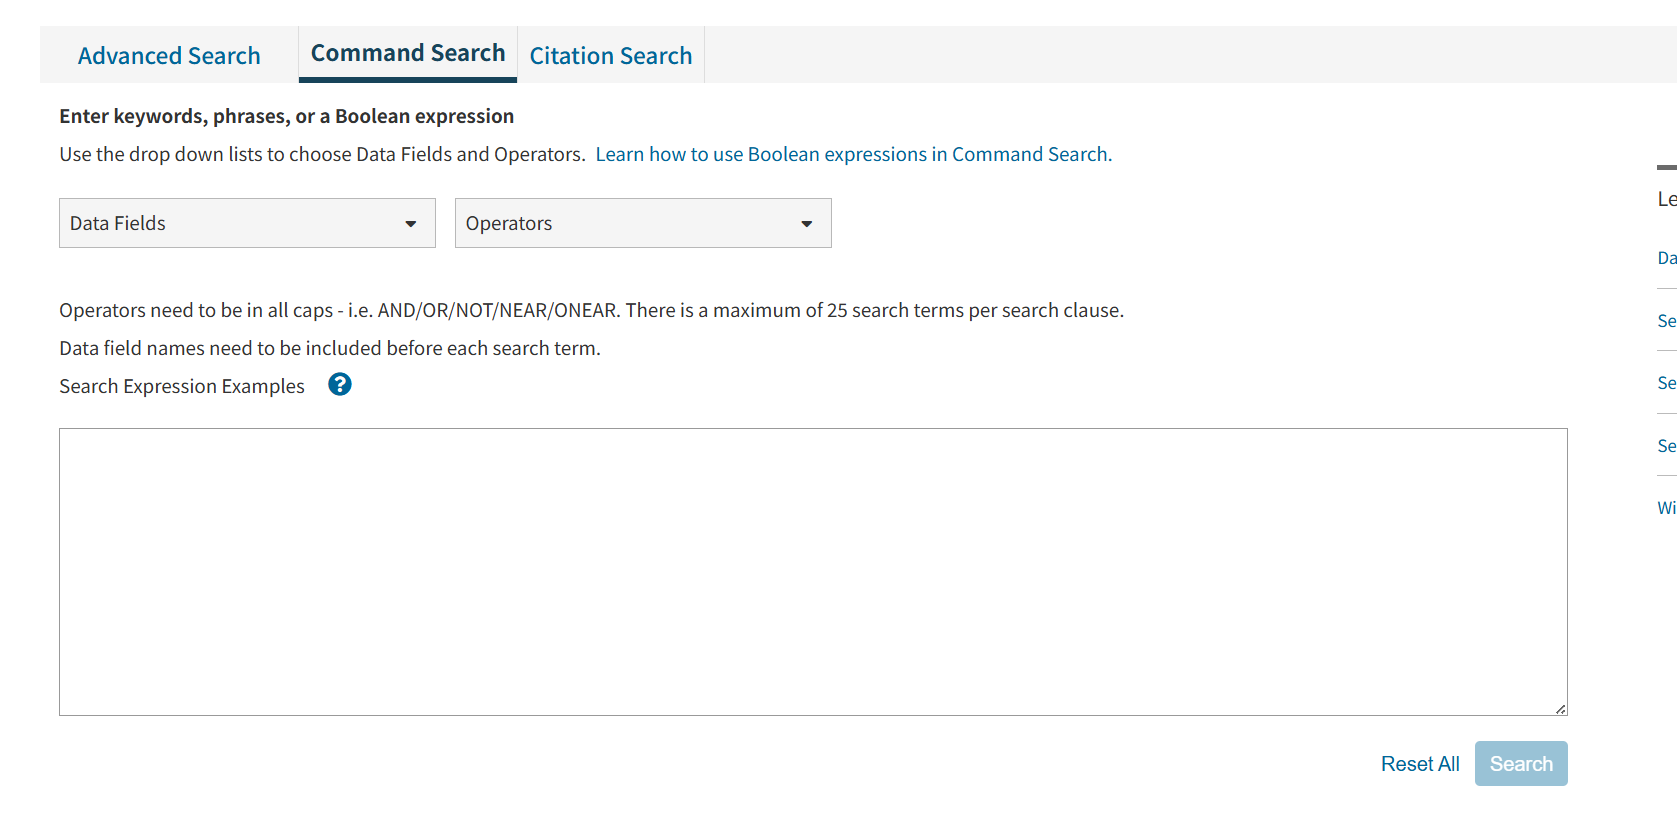 Advanced Search
Command Search
Citation Search
Enter keywords, phrases, or a Boolean expression
Use the drop down lists to choose Data Fields and Operators. Learn how to use Boolean expressions in Command Search.
Data Fields
Operators
Operators need to be in all caps - i.e. AND/OR/NOT/NEAR/ONEAR. There is a maximum of 25 search terms per search clause.
Data field names need to be included before each search term.
Search Expression Examples ?
Reset All
Search
Le
Da
Se
Se
Se
Wi